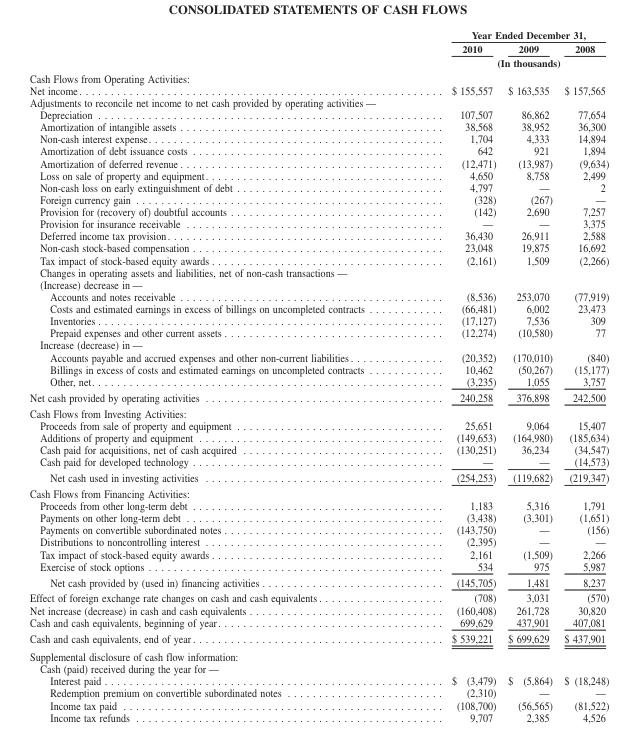 CONSOLIDATED STATEMENTS OF CASH FLOWS
Year Ended December 31,
2010 2009 2008
(In thousands)
Cash Flows from Operating Activities:
Net income $ 155,557 $ 163,535 $ 157,565
Adjustments to reconcile net income to net cash provided by operating activities —
Depreciation 107,507 86,862 77,654
Amortization of intangible assets 38,568 38,952 36,300
Non-cash interest expense 1,704 4,333 14,894
Amortization of debt issuance costs 642 921 1,894
Amortization of deferred revenue (12,471) (13,987) (9,634)
Loss on sale of property and equipment 4,650 8,758 2,499
Non-cash loss on early extinguishment of debt 4,797 — 2
Foreign currency gain (328) (267) —
Provision for (recovery of) doubtful accounts (142) 2,690 7,257
Provision for insurance receivable — — 3,375
Deferred income tax provision 36,430 26,911 2,588
Non-cash stock-based compensation 23,048 19,875 16,692
Tax impact of stock-based equity awards (2,161) 1,509 (2,266)
Changes in operating assets and liabilities, net of non-cash transactions —
(Increase) decrease in —
Accounts and notes receivable (8,536) 253,070 (77,919)
Costs and estimated earnings in excess of billings on uncompleted contracts (66,481) 6,002 23,473
Inventories (17,127) 7,536 309
Prepaid expenses and other current assets (12,274) (10,580) 77
Increase (decrease) in —
Accounts payable and accrued expenses and other non-current liabilities (20,352) (170,010) (840)
Billings in excess of costs and estimated earnings on uncompleted contracts 10,462 (50,267) (15,177)
Other, net (3,235) 1,055 3,757
Net cash provided by operating activities 240,258 376,898 242,500
Cash Flows from Investing Activities:
Proceeds from sale of property and equipment 25,651 9,064 15,407
Additions of property and equipment (149,653) (164,980) (185,634)
Cash paid for acquisitions, net of cash acquired (130,251) 36,234 (34,547)
Cash paid for developed technology — — (14,573)
Net cash used in investing activities (254,253) (119,682) (219,347)
Cash Flows from Financing Activities:
Proceeds from other long-term debt 1,183 5,316 1,791
Payments on other long-term debt (3,438) (3,301) (1,651)
Payments on convertible subordinated notes (143,750) — (156)
Distributions to noncontrolling interest (2,395) — —
Tax impact of stock-based equity awards 2,161 (1,509) 2,266
Exercise of stock options 534 975 5,987
Net cash provided by (used in) financing activities (145,705) 1,481 8,237
Effect of foreign exchange rate changes on cash and cash equivalents (708) 3,031 (570)
Net increase (decrease) in cash and cash equivalents (160,408) 261,728 30,820
Cash and cash equivalents, beginning of year 699,629 437,901 407,081
Cash and cash equivalents, end of year $ 539,221 $ 699,629 $ 437,901
Supplemental disclosure of cash flow information:
Cash (paid) received during the year for —
Interest paid $ (3,479) $ (5,864) $ (18,248)
Redemption premium on convertible subordinated notes (2,310) — —
Income tax paid (108,700) (56,565) (81,522)
Income tax refunds 9,707 2,385 4,526